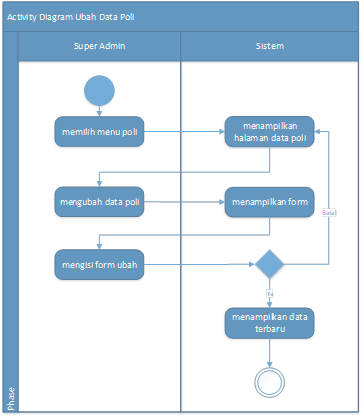 Activity Diagram Ubah Data Poli
Super Admin
Sistem
memilih menu poli
menampilkan
halaman data poli
mengubah data poli
menampilkan form
Batal
mengisi form ubah
Ya
menampilkan data
terbaru
Phase